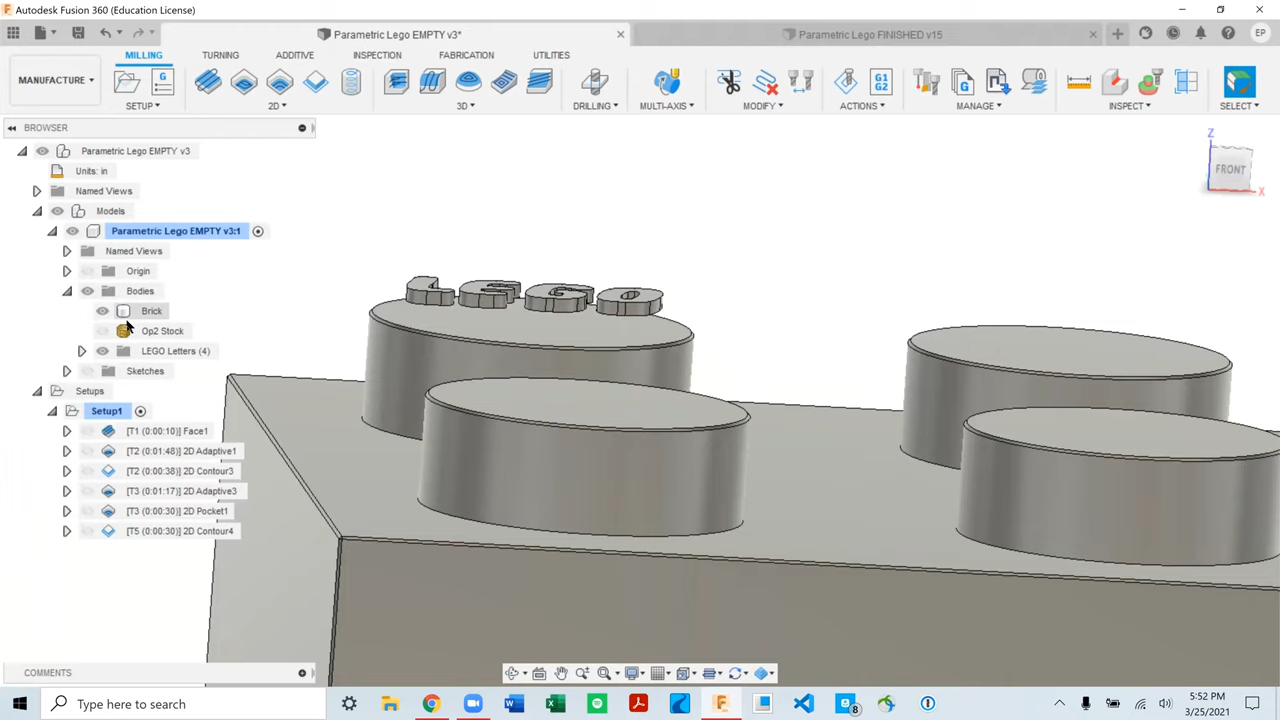 Autodesk Fusion 360 (Education License)
Parametric Lego EMPTY v3*
Parametric Lego FINISHED v15
EP
MILLING
TURNING
ADDITIVE
INSPECTION
FABRICATION
UTILITIES
MANUFACTURE
G
G1
G2
SETUP
2D
3D
DRILLING
MULTI-AXIS
MODIFY
ACTIONS
MANAGE
INSPECT
SELECT
BROWSER
Parametric Lego EMPTY v3
Units: in
Named Views
Models
Parametric Lego EMPTY v3:1
Named Views
Origin
Bodies
Brick
Op2 Stock
LEGO Letters (4)
Sketches
Setups
Setup1
[T1 (0:00:10)] Face1
[T2 (0:01:48)] 2D Adaptive1
[T2 (0:00:38)] 2D Contour3
[T3 (0:01:17)] 2D Adaptive3
[T3 (0:00:30)] 2D Pocket1
[T5 (0:00:30)] 2D Contour4
LEGO
Z
FRONT
X
COMMENTS
Type here to search
8
5:52 PM
3/25/2021